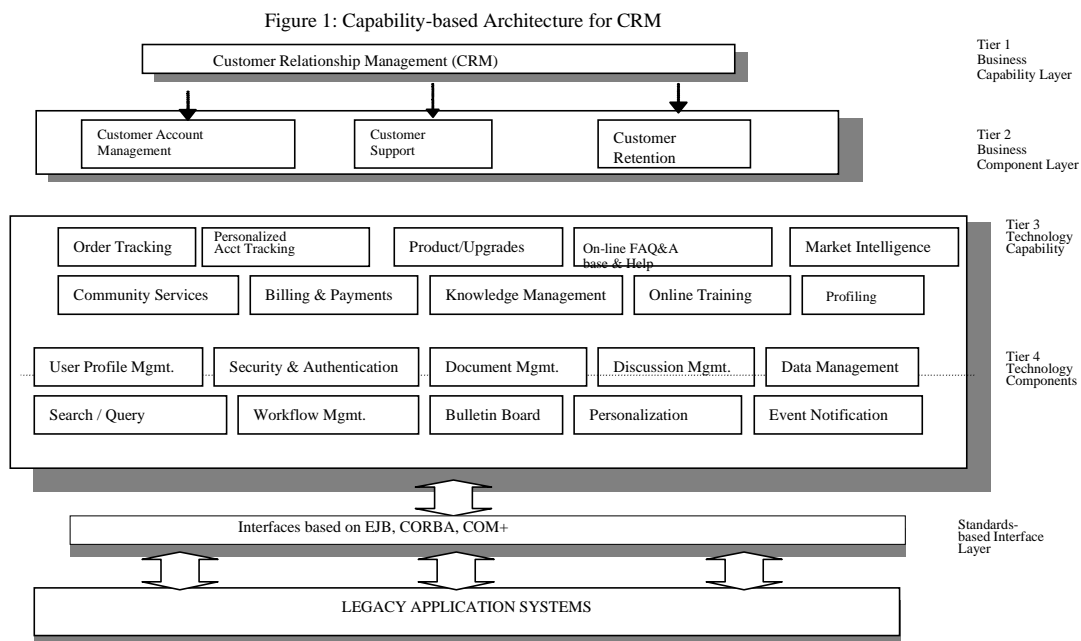 Figure 1: Capability-based Architecture for CRM
Customer Relationship Management (CRM)
Tier 1
Business
Capability Layer
Customer Account
Management
Customer
Support
Customer
Retention
Tier 2
Business
Component Layer
Order Tracking
Personalized
Acct Tracking
Product/Upgrades
On-line FAQ&A
base & Help
Market Intelligence
Tier 3
Technology
Capability
Community Services
Billing & Payments
Knowledge Management
Online Training
Profiling
User Profile Mgmt.
Security & Authentication
Document Mgmt.
Discussion Mgmt.
Data Management
Tier 4
Technology
Components
Search / Query
Workflow Mgmt.
Bulletin Board
Personalization
Event Notification
Interfaces based on EJB, CORBA, COM+
Standards-
based Interface
Layer
LEGACY APPLICATION SYSTEMS